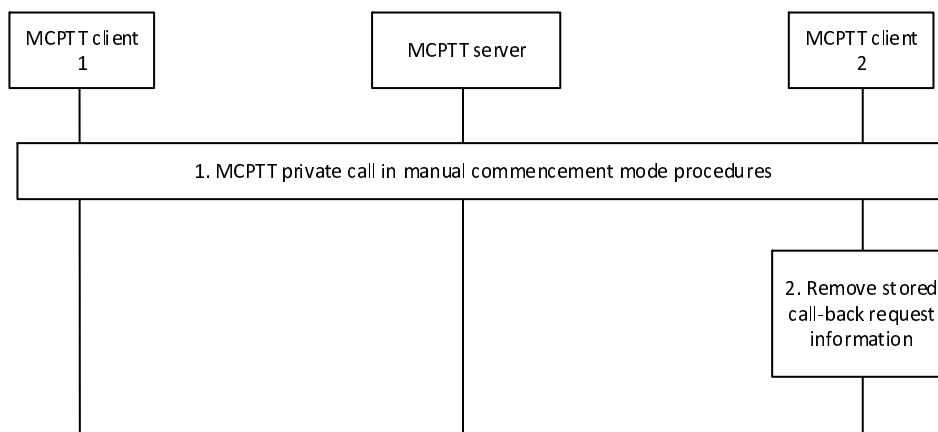 MCPTT client
1
MCPTT server
MCPTT client
2
1. MCPTT private call in manual commencement mode procedures
2. Remove stored
call-back request
information